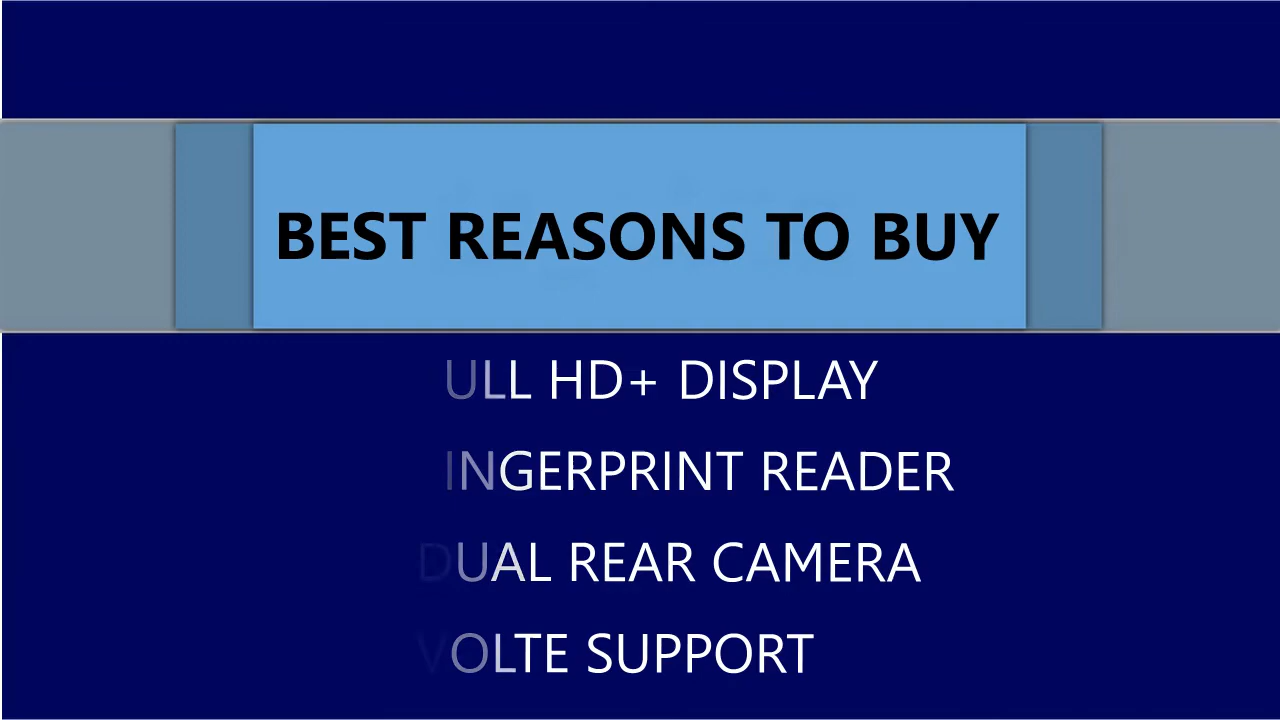 BEST REASONS TO BUY
ULL HD+ DISPLAY
INGERPRINT READER
DUAL REAR CAMERA
VOLTE SUPPORT